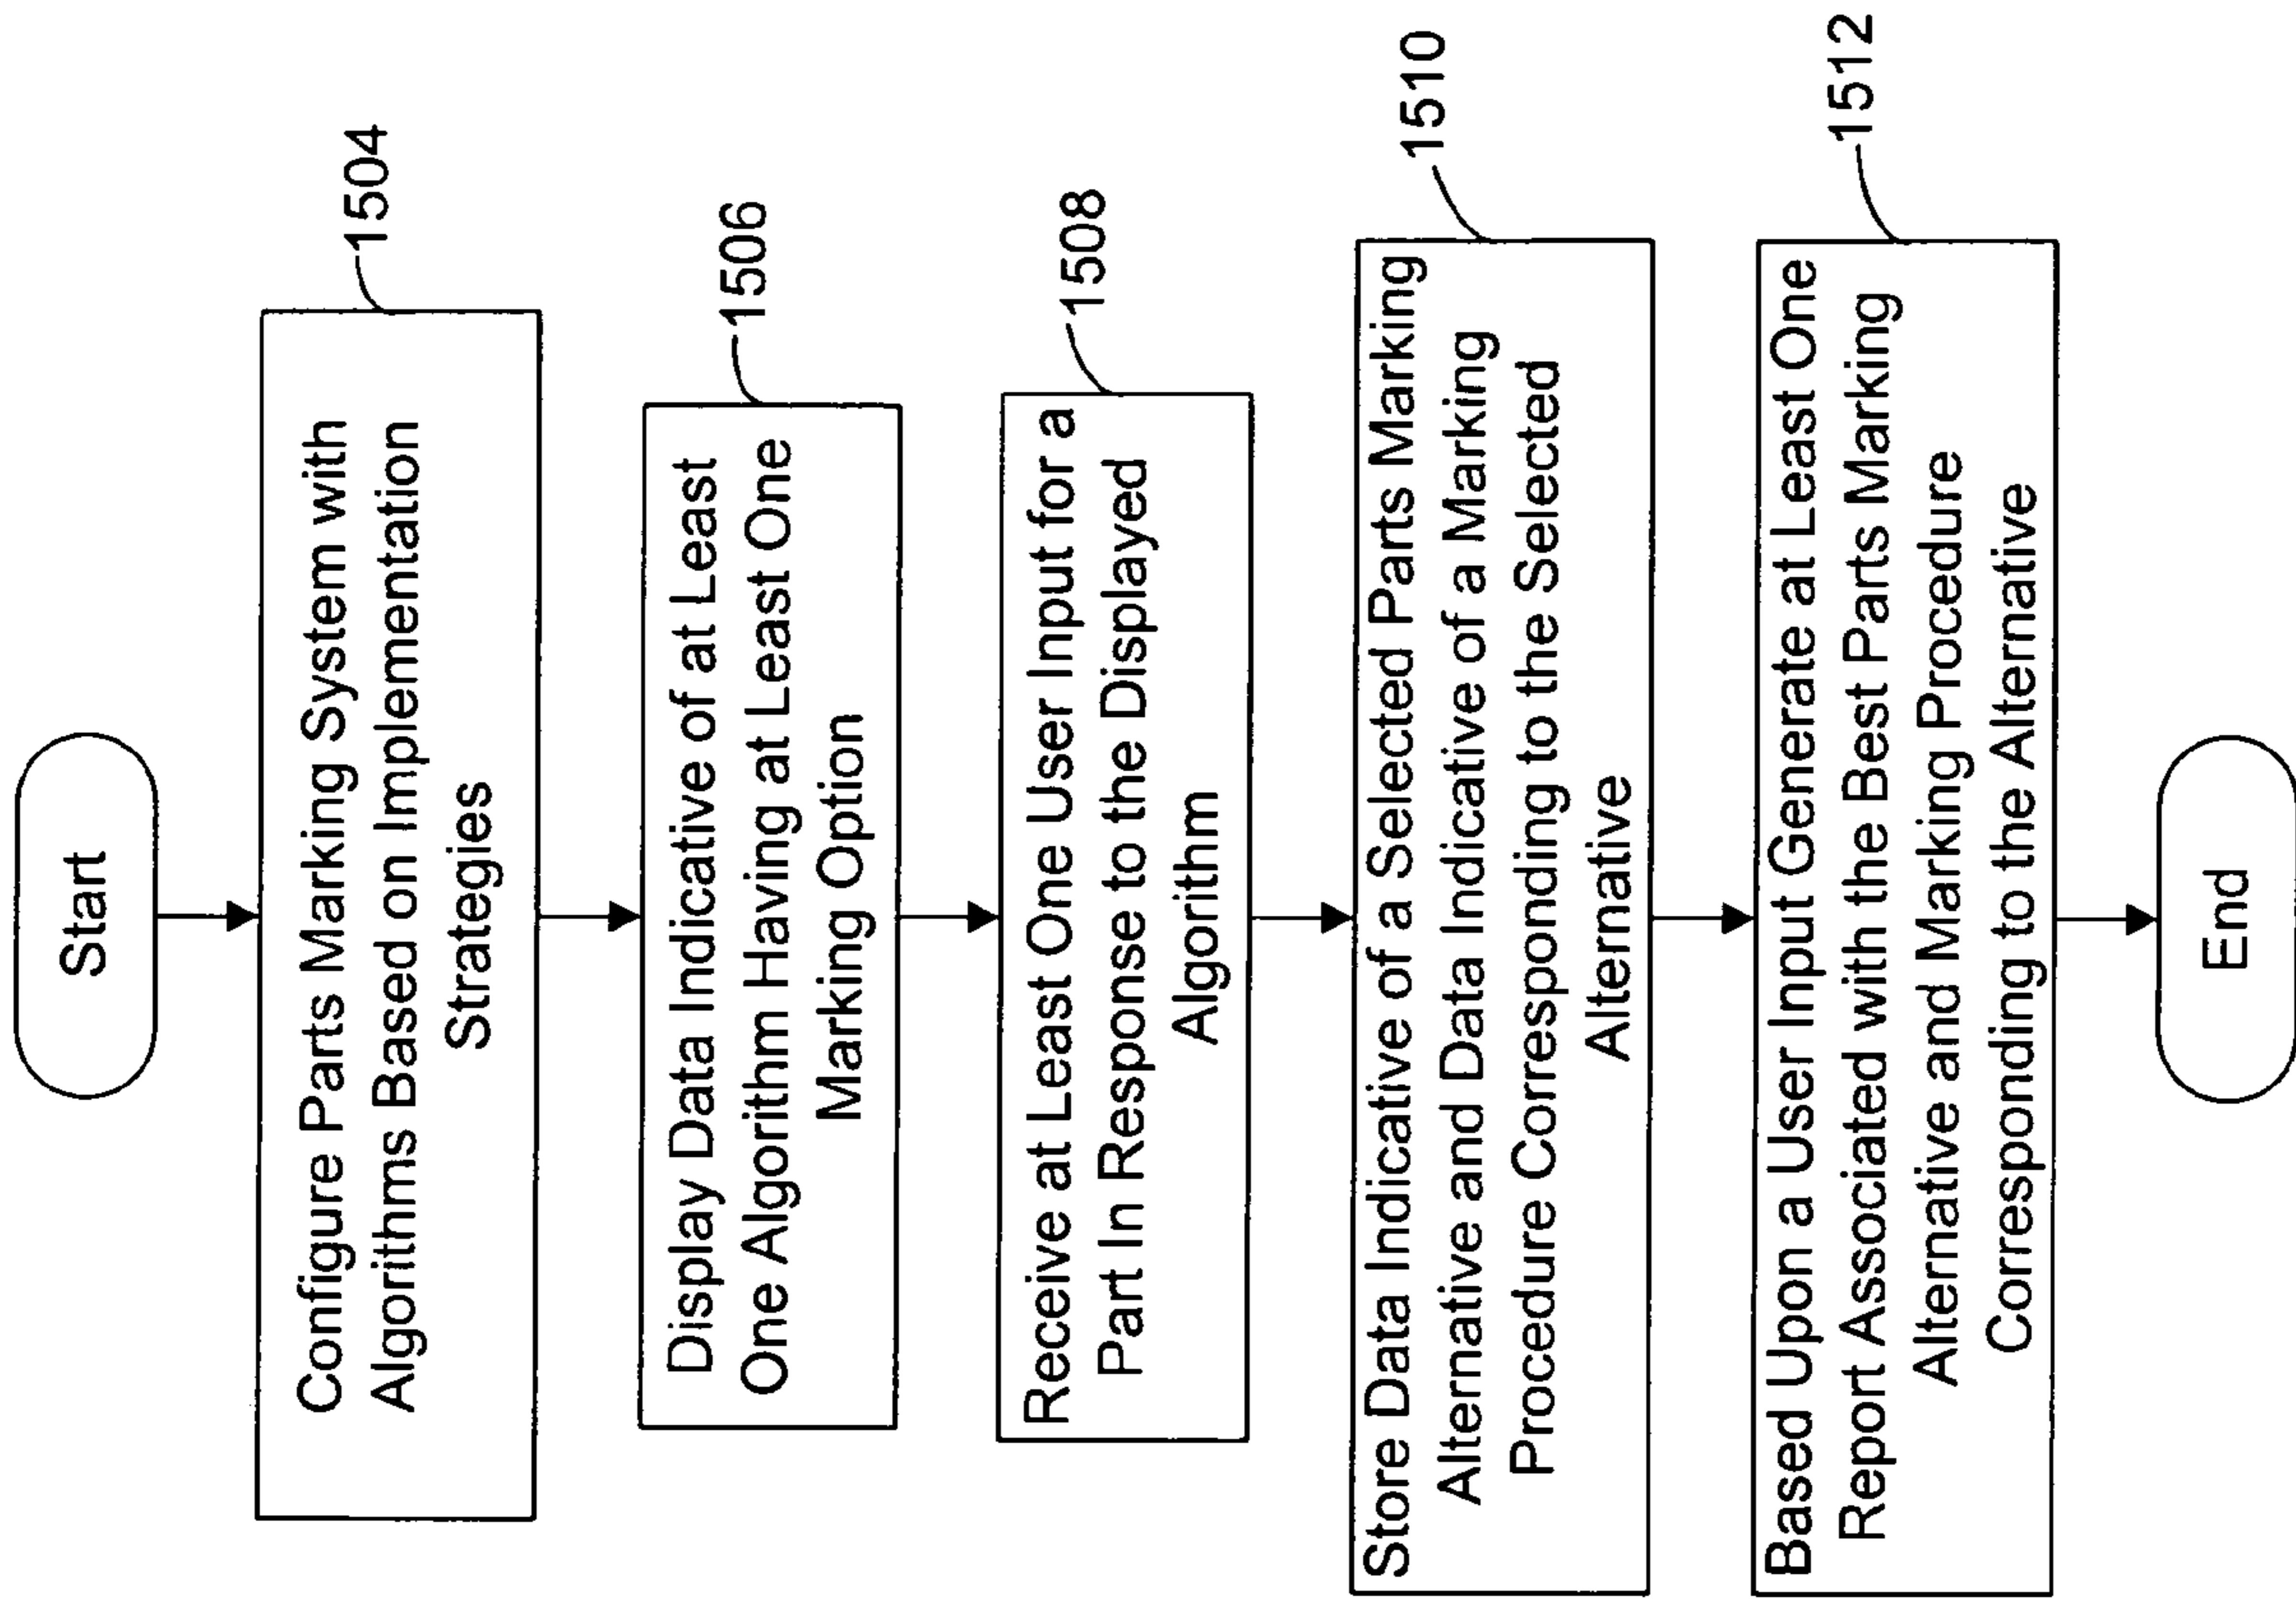 Start
Configure Parts Marking System with
Algorithms Based on Implementation
Strategies
1504
Display Data Indicative of at Least
One Algorithm Having at Least One
Marking Option
1506
Receive at Least One User Input for a
Part In Response to the Displayed
Algorithm
1508
Store Data Indicative of a Selected Parts Marking
Alternative and Data Indicative of a Marking
Procedure Corresponding to the Selected
Alternative
1510
Based Upon a User Input Generate at Least One
Report Associated with the Best Parts Marking
Alternative and Marking Procedure
Corresponding to the Alternative
1512
End